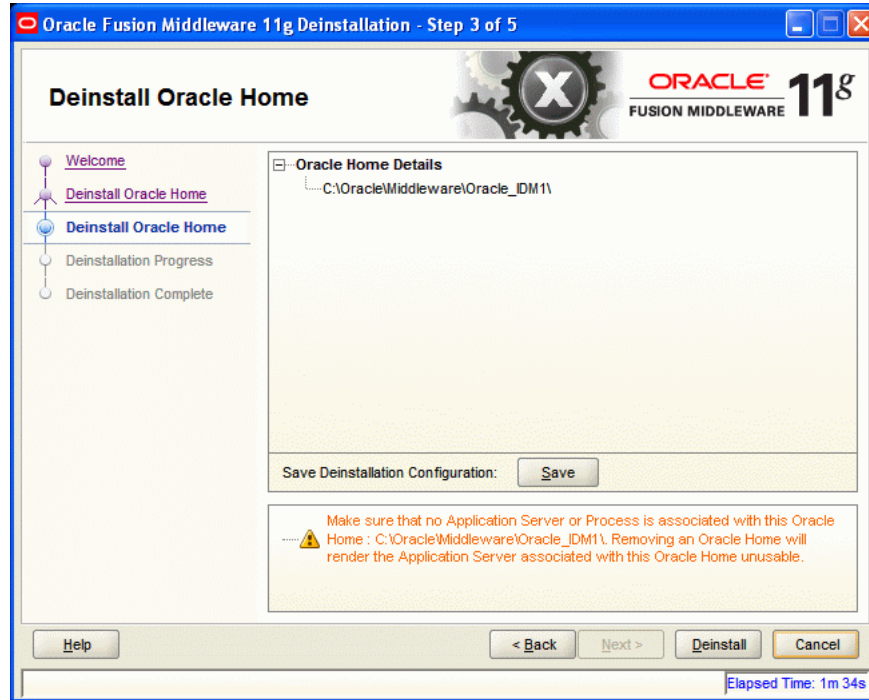 Oracle Fusion Middleware 11g Deinstallation - Step 3 of 5
Deinstall Oracle Home
ORACLE
FUSION MIDDLEWARE
11g
Welcome
Deinstall Oracle Home
Deinstall Oracle Home
Deinstallation Progress
Deinstallation Complete
Oracle Home Details
C:\Oracle\Middleware\Oracle_IDM1\
Save Deinstallation Configuration:
Save
Make sure that no Application Server or Process is associated with this Oracle
Home : C:\Oracle\Middleware\Oracle_IDM1\. Removing an Oracle Home will
render the Application Server associated with this Oracle Home unusable.
Help
< Back
Next >
Deinstall
Cancel
Elapsed Time: 1m 34s